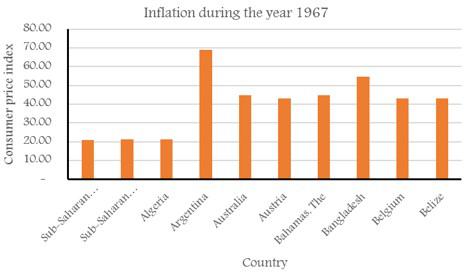 Inflation during the year 1967
Consumer price index
80.00
70.00
60.00
50.00
40.00
30.00
20.00
10.00
-
Sub-Saharan...
Sub-Saharan...
Algeria
Argentina
Australia
Austria
Bahamas, The
Bangladesh
Belgium
Belize
Country